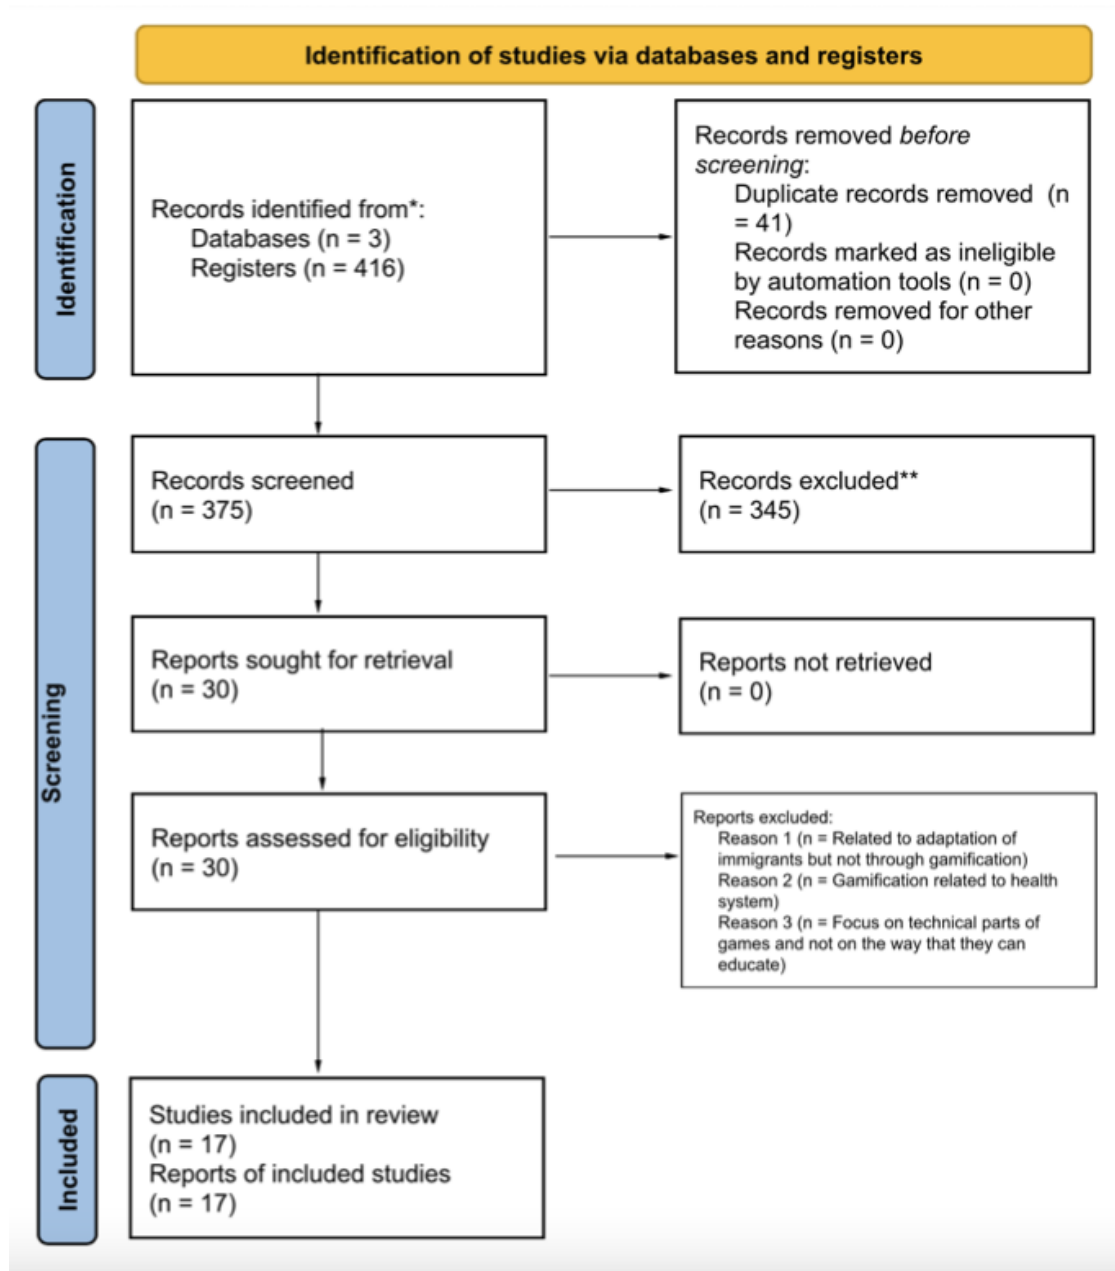 Identification of studies via databases and registers
Identification
Records identified from*:
Databases (n = 3)
Registers (n = 416)
Records removed before
screening:
Duplicate records removed (n
= 41)
Records marked as ineligible
by automation tools (n = 0)
Records removed for other
reasons (n = 0)
Screening
Records screened
(n = 375)
Records excluded**
(n = 345)
Reports sought for retrieval
(n = 30)
Reports not retrieved
(n = 0)
Reports assessed for eligibility
(n = 30)
Reports excluded:
Reason 1 (n = Related to adaptation of
immigrants but not through gamification)
Reason 2 (n = Gamification related to health
system)
Reason 3 (n = Focus on technical parts of
games and not on the way that they can
educate)
Included
Studies included in review
(n = 17)
Reports of included studies
(n = 17)